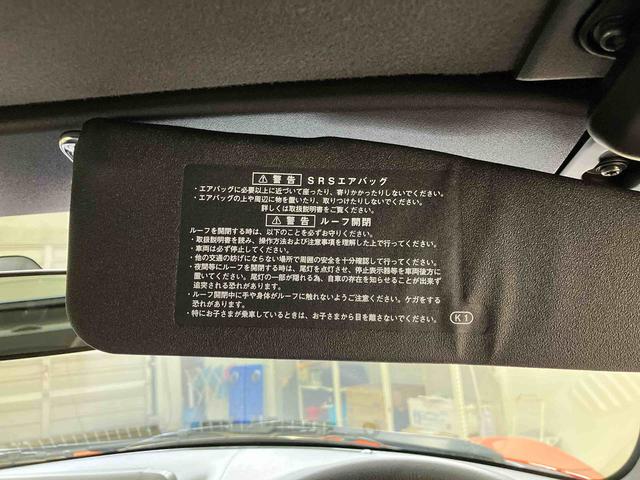 ⚠警告 SRSエアバッグ
・エアバッグに必要以上に近づいて座ったり、寄りかかったりしないでください。
・エアバッグの上や周辺に物を置いたり、取りつけたりしないでください。
詳しくは取扱説明書をご覧ください。
⚠警告 ルーフ開閉
ルーフを開閉する時は、以下のことを必ずお守りください。
・取扱説明書を読み、操作方法および注意事項を理解した上で行ってください。
・車両は必ず停止してください。
・他の交通の妨げにならない場所で周囲の安全を十分確認して行ってください。
・夜間等にルーフを開閉する時は、尾灯を点灯させ、停止表示器等を車両後方に
置いてください。尾灯の一部が隠れる為、自車の存在を知らせることが出来ず
追突される恐れがあります。
・ルーフ開閉中に手や身体がルーフに触れないようご注意ください。ケガをする
恐れがあります。
・特にお子さまが乗車しているときは、お子さまから目を離さないでください。
K1